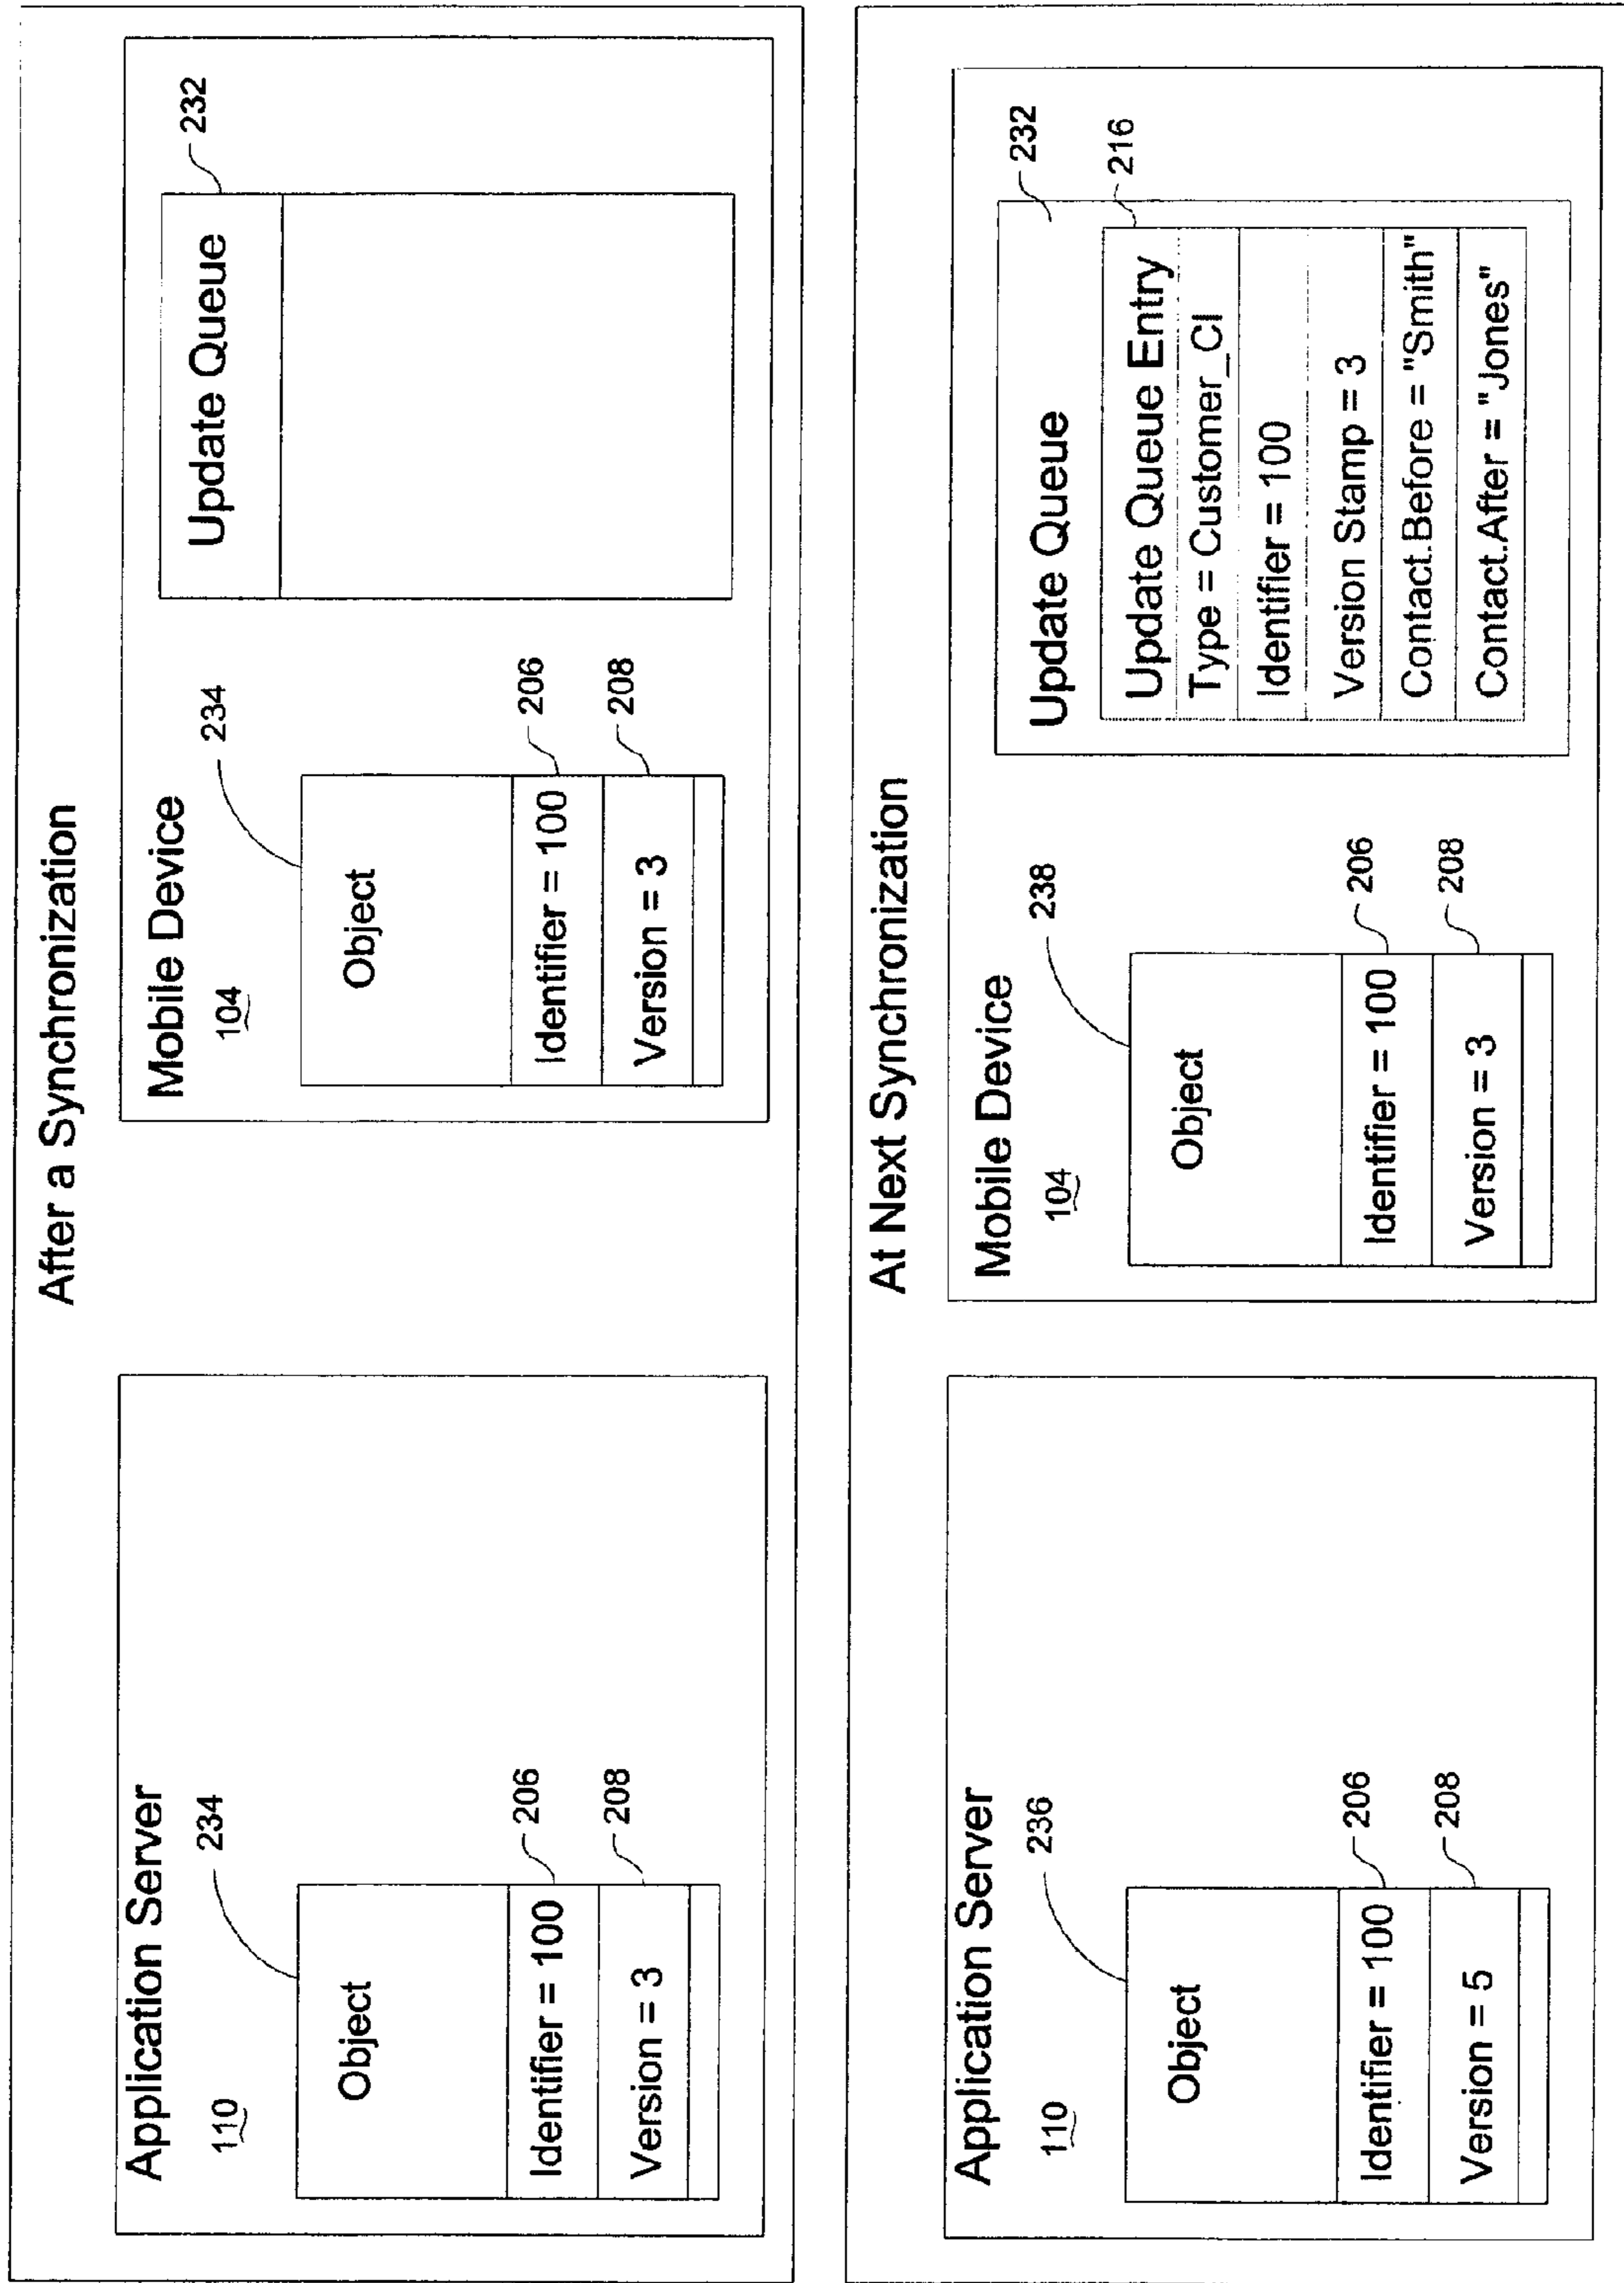 After a Synchronization
Application Server
110
234
Object
Identifier = 100
206
Version = 3
208
Mobile Device
104
234
Object
Identifier = 100
206
Version = 3
208
Update Queue
232
At Next Synchronization
Application Server
110
236
Object
Identifier = 100
206
Version = 5
208
Mobile Device
104
238
Object
Identifier = 100
206
Version = 3
208
Update Queue
232
Update Queue Entry
216
Type = Customer_CI
Identifier = 100
Version Stamp = 3
Contact.Before = "Smith"
Contact.After = "Jones"